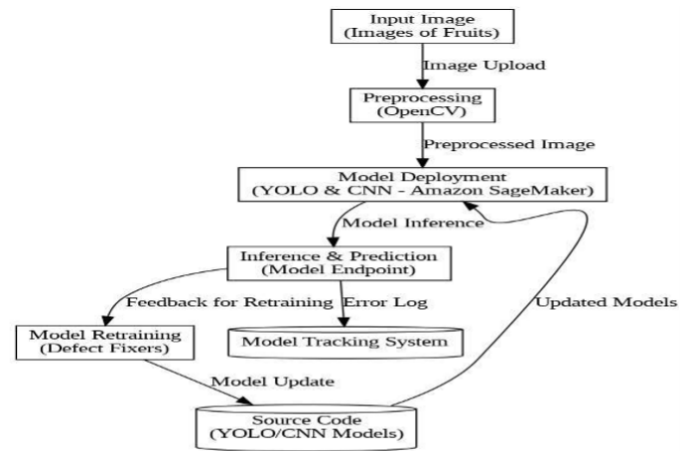 Input Image
(Images of Fruits)
Image Upload
Preprocessing
(OpenCV)
Preprocessed Image
Model Deployment
(YOLO & CNN - Amazon SageMaker)
Model Inference
Inference & Prediction
(Model Endpoint)
Feedback for Retraining
Error Log
Updated Models
Model Retraining
(Defect Fixers)
Model Tracking System
Model Update
Source Code
(YOLO/CNN Models)